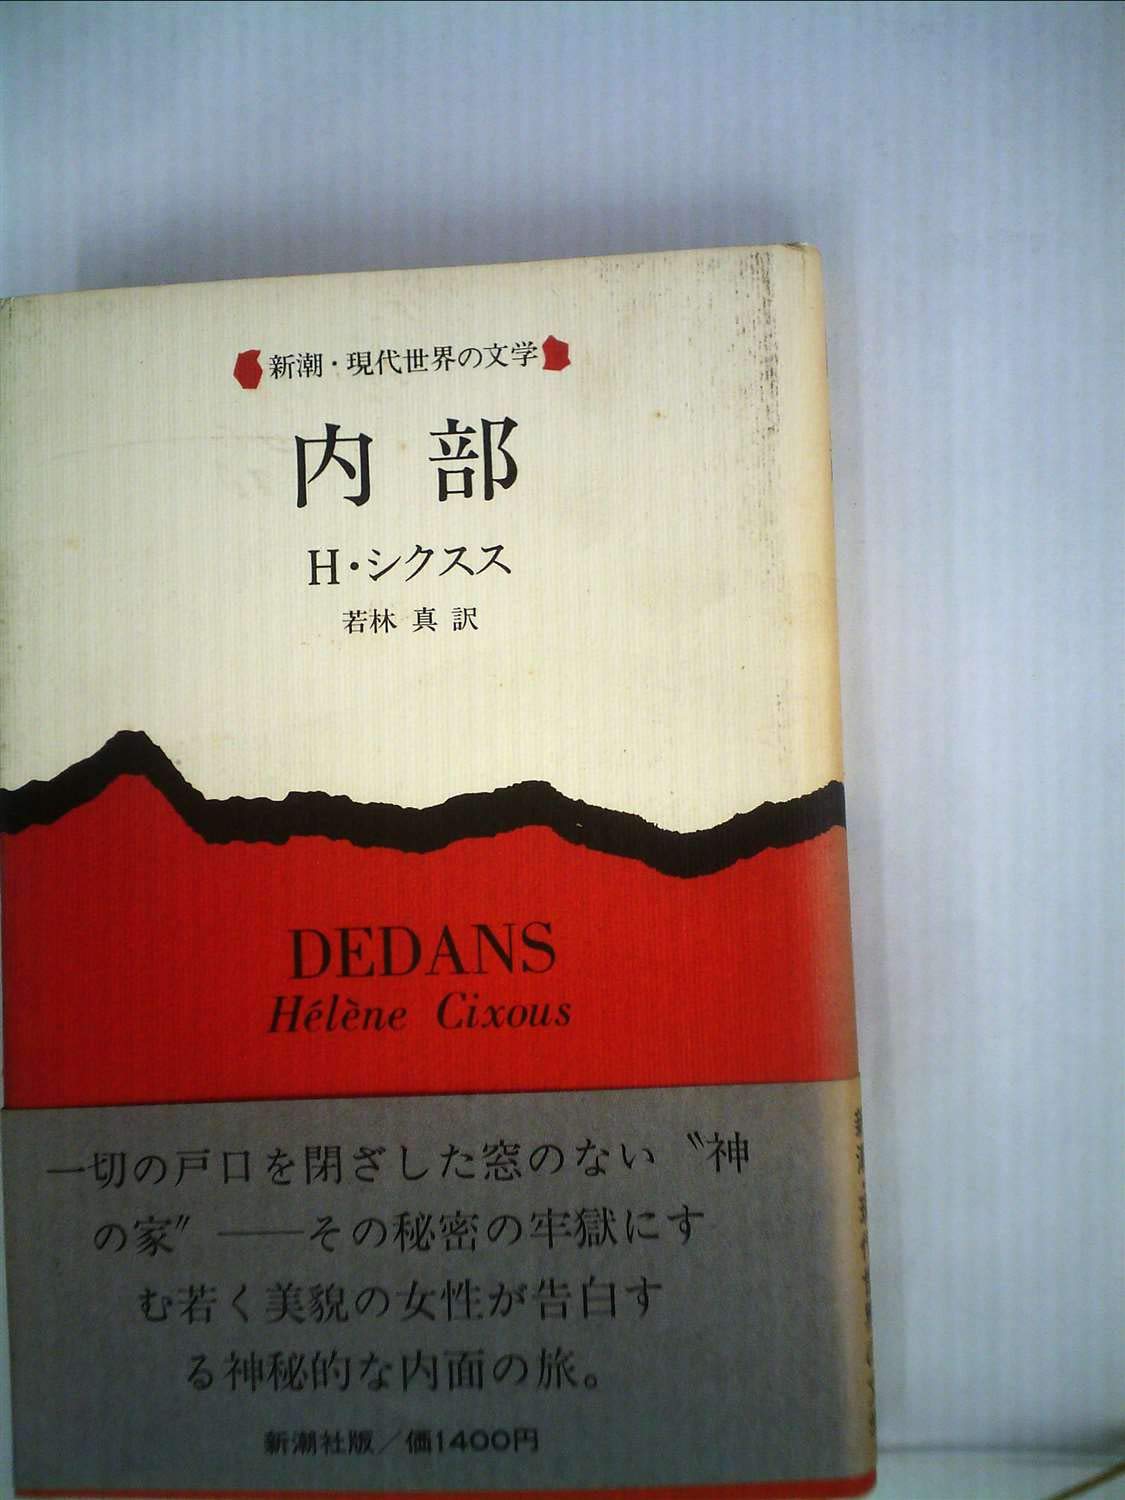 新潮・現代世界の文学
内部
H・シクスス
若林 真 訳
DEDANS
Hélène Cixous
一切の戸口を閉ざした窓のない〝神
の家〞――その秘密の牢獄にす
む若く美貌の女性が告白す
る神秘的な内面の旅。
新潮社版／価1400円